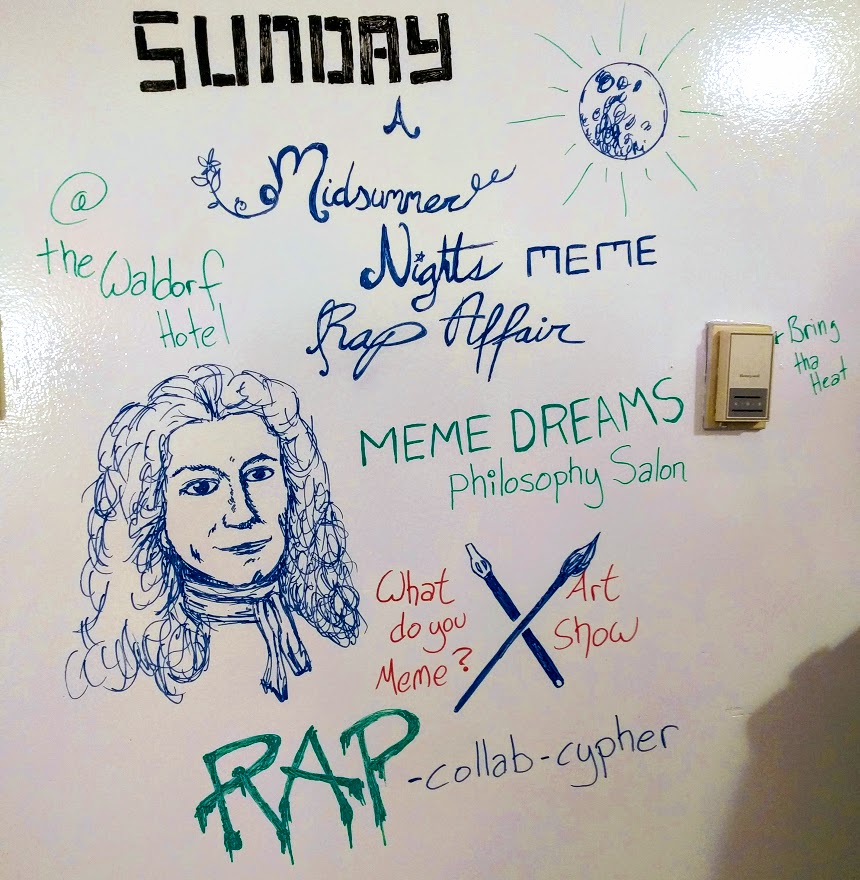 SUNDAY
A
Midsummer
@
the Waldorf
Hotel
Nights MEME
Rap Affair
Honeywell
Bring
tha
Heat
MEME DREAMS
Philosophy Salon
What
do you
Meme?
Art
Show
RAP-collab-cypher